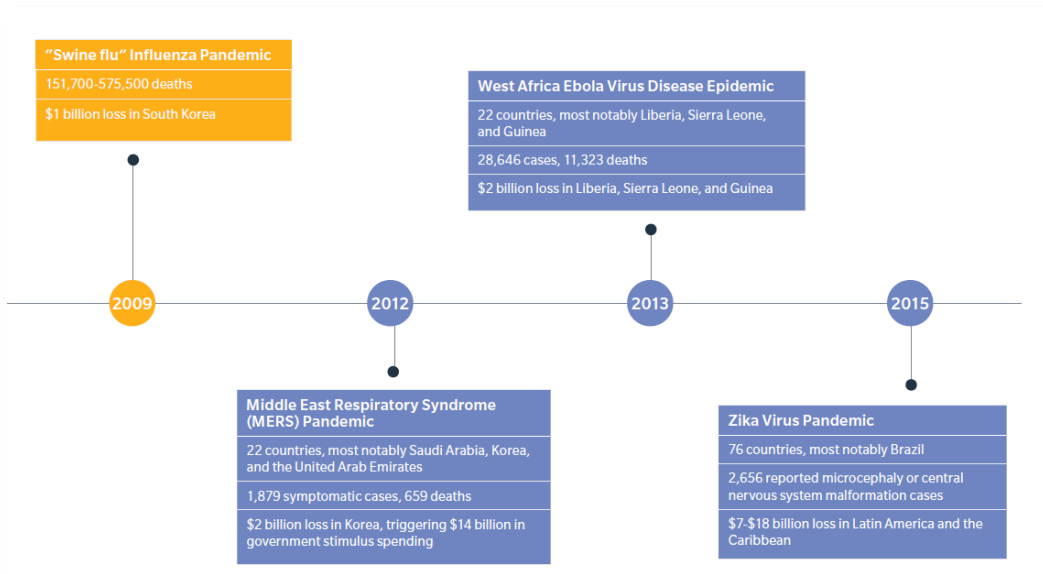 “Swine flu” Influenza Pandemic
151,700-575,500 deaths
$1 billion loss in South Korea
West Africa Ebola Virus Disease Epidemic
22 countries, most notably Liberia, Sierra Leone,
and Guinea
28,646 cases, 11,323 deaths
$2 billion loss in Liberia, Sierra Leone, and Guinea
2009
2012
2013
2015
Middle East Respiratory Syndrome
(MERS) Pandemic
22 countries, most notably Saudi Arabia, Korea,
and the United Arab Emirates
1,879 symptomatic cases, 659 deaths
$2 billion loss in Korea, triggering $14 billion in
government stimulus spending
Zika Virus Pandemic
76 countries, most notably Brazil
2,656 reported microcephaly or central
nervous system malformation cases
$7-$18 billion loss in Latin America and the
Caribbean